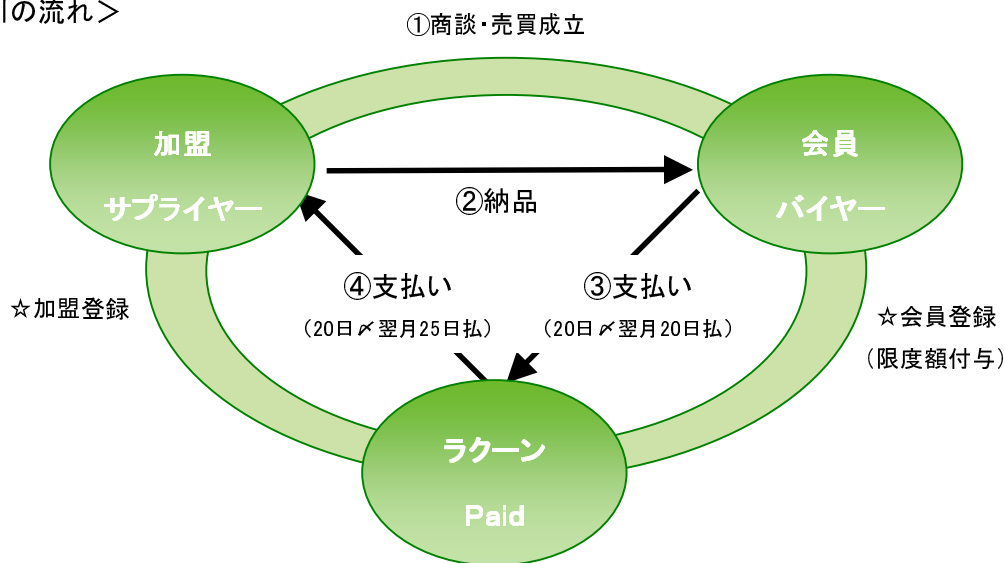 の流れ＞
①商談・売買成立
加盟
サプライヤー
会員
バイヤー
②納品
④支払い
（20日〆翌月25日払）
③支払い
（20日〆翌月20日払）
☆加盟登録
☆会員登録
（限度額付与）
ラクーン
Paid